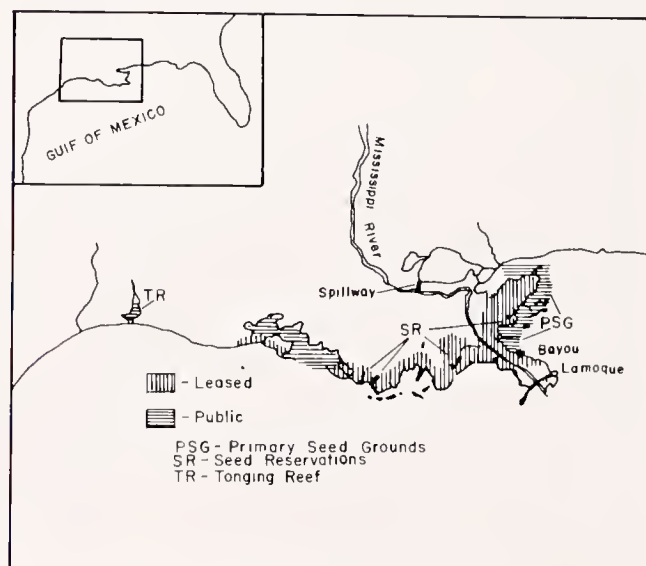 GULF OF MEXICO
Mississippi River
Spillway
TR
SR
PSG
Bayou
Lamoque
- Leased
- Public
PSG - Primary Seed Grounds
SR - Seed Reservations
TR - Tonging Reef